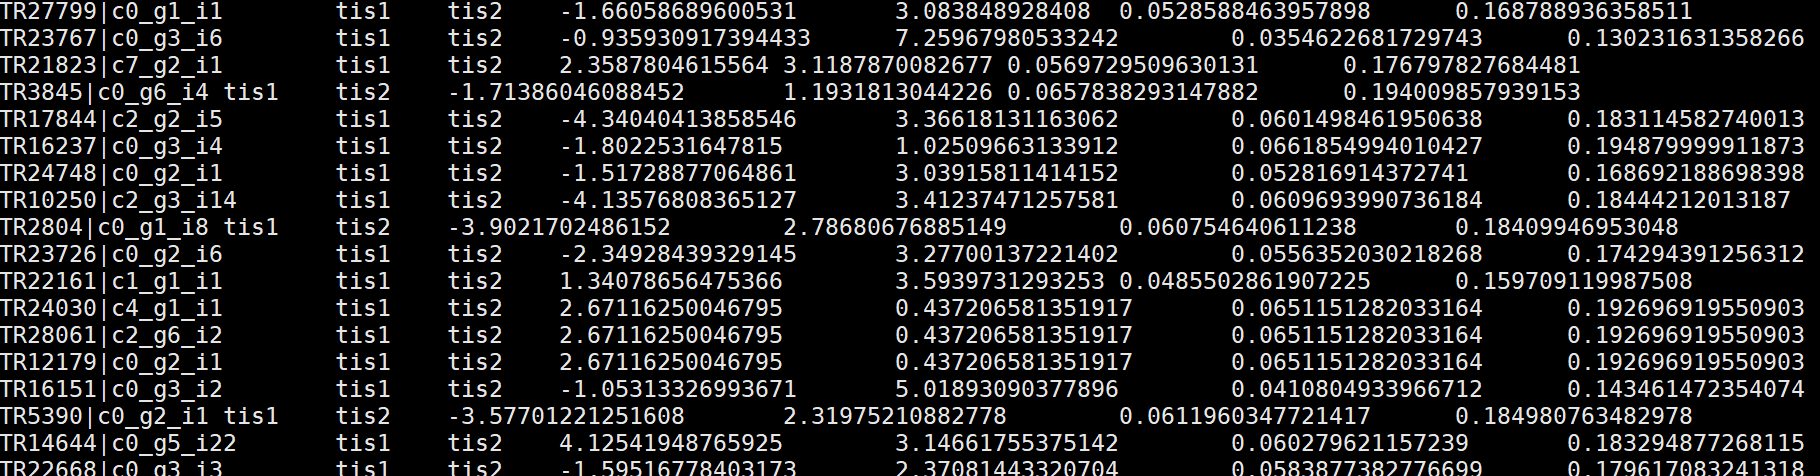 TR27799|c0_g1_i1 tis1 tis2 -1.66058689600531 3.083848928408 0.0528588463957898 0.168788936358511
TR23767|c0_g3_i6 tis1 tis2 -0.935930917394433 7.25967980533242 0.0354622681729743 0.130231631358266
TR21823|c7_g2_i1 tis1 tis2 2.3587804615564 3.1187870082677 0.0569729509630131 0.176797827684481
TR3845|c0_g6_i4 tis1 tis2 -1.71386046088452 1.1931813044226 0.0657838293147882 0.194009857939153
TR17844|c2_g2_i5 tis1 tis2 -4.34040413858546 3.36618131163062 0.0601498461950638 0.183114582740013
TR16237|c0_g3_i4 tis1 tis2 -1.8022531647815 1.02509663133912 0.0661854994010427 0.194879999911873
TR24748|c0_g2_i1 tis1 tis2 -1.51728877064861 3.03915811414152 0.052816914372741 0.168692188698398
TR10250|c2_g3_i14 tis1 tis2 -4.13576808365127 3.41237471257581 0.0609693990736184 0.18444212013187
TR2804|c0_g1_i8 tis1 tis2 -3.9021702486152 2.78680676885149 0.060754640611238 0.18409946953048
TR23726|c0_g2_i6 tis1 tis2 -2.34928439329145 3.27700137221402 0.0556352030218268 0.174294391256312
TR22161|c1_g1_i1 tis1 tis2 1.34078656475366 3.5939731293253 0.0485502861907225 0.159709119987508
TR24030|c4_g1_i1 tis1 tis2 2.67116250046795 0.437206581351917 0.0651151282033164 0.192696919550903
TR28061|c2_g6_i2 tis1 tis2 2.67116250046795 0.437206581351917 0.0651151282033164 0.192696919550903
TR12179|c0_g2_i1 tis1 tis2 2.67116250046795 0.437206581351917 0.0651151282033164 0.192696919550903
TR16151|c0_g3_i2 tis1 tis2 -1.05313326993671 5.01893090377896 0.0410804933966712 0.143461472354074
TR5390|c0_g2_i1 tis1 tis2 -3.57701221251608 2.31975210882778 0.0611960347721417 0.184980763482978
TR14644|c0_g5_i22 tis1 tis2 4.12541948765925 3.14661755375142 0.060279621157239 0.183294877268115
TR22668|c0_g3_i3 tis1 tis2 -1.59516778403173 2.37081443320704 0.0583877382776699 0.179617083241318